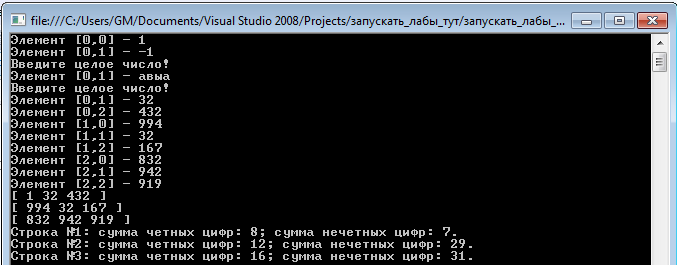 file:///C:/Users/GM/Documents/Visual Studio 2008/Projects/запускать_лабы_тут/запускать_лабы_...
Элемент [0,0] - 1
Элемент [0,1] - -1
Введите целое число!
Элемент [0,1] - авыа
Введите целое число!
Элемент [0,1] - 32
Элемент [0,2] - 432
Элемент [1,0] - 994
Элемент [1,1] - 32
Элемент [1,2] - 167
Элемент [2,0] - 832
Элемент [2,1] - 942
Элемент [2,2] - 919
[ 1 32 432 ]
[ 994 32 167 ]
[ 832 942 919 ]
Строка №1: сумма четных цифр: 8; сумма нечетных цифр: 7.
Строка №2: сумма четных цифр: 12; сумма нечетных цифр: 29.
Строка №3: сумма четных цифр: 16; сумма нечетных цифр: 31.